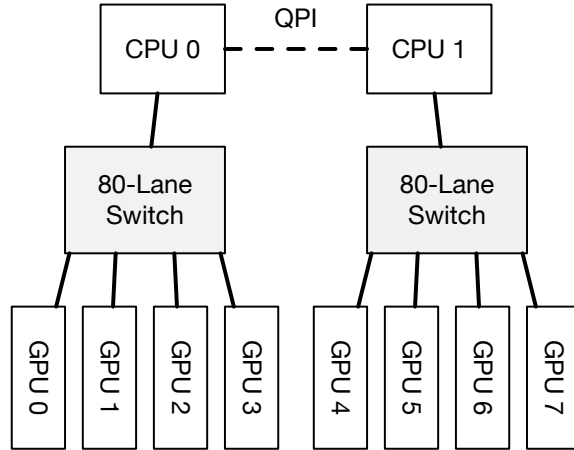 QPI
CPU 0
CPU 1
80-Lane
Switch
80-Lane
Switch
GPU 0
GPU 1
GPU 2
GPU 3
GPU 4
GPU 5
GPU 6
GPU 7